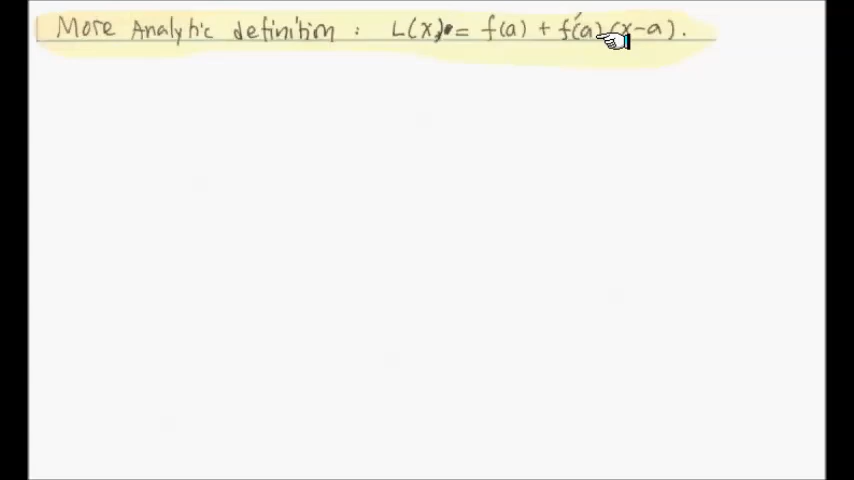 More Analytic definition : L(x) = f(a) + f'(a)(x-a).